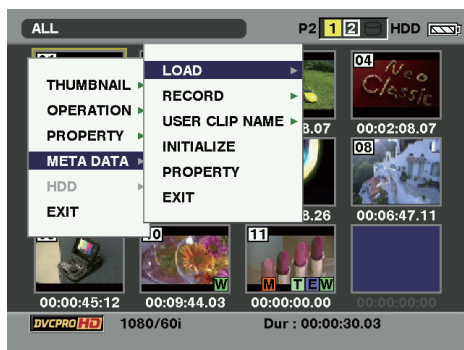 ALL P2 1 2 HDD
THUMBNAIL
OPERATION
PROPERTY
META DATA
HDD
EXIT
LOAD
RECORD
USER CLIP NAME
INITIALIZE
PROPERTY
EXIT
04
Neo Classic
8.07 00:02:08.07
08
8.26 00:06:47.11
10 11
W M T E W
00:00:45:12 00:09:44.03 00:00:00.00 00:00:00:00
DVCPRO HD 1080/60i Dur : 00:00:30.03